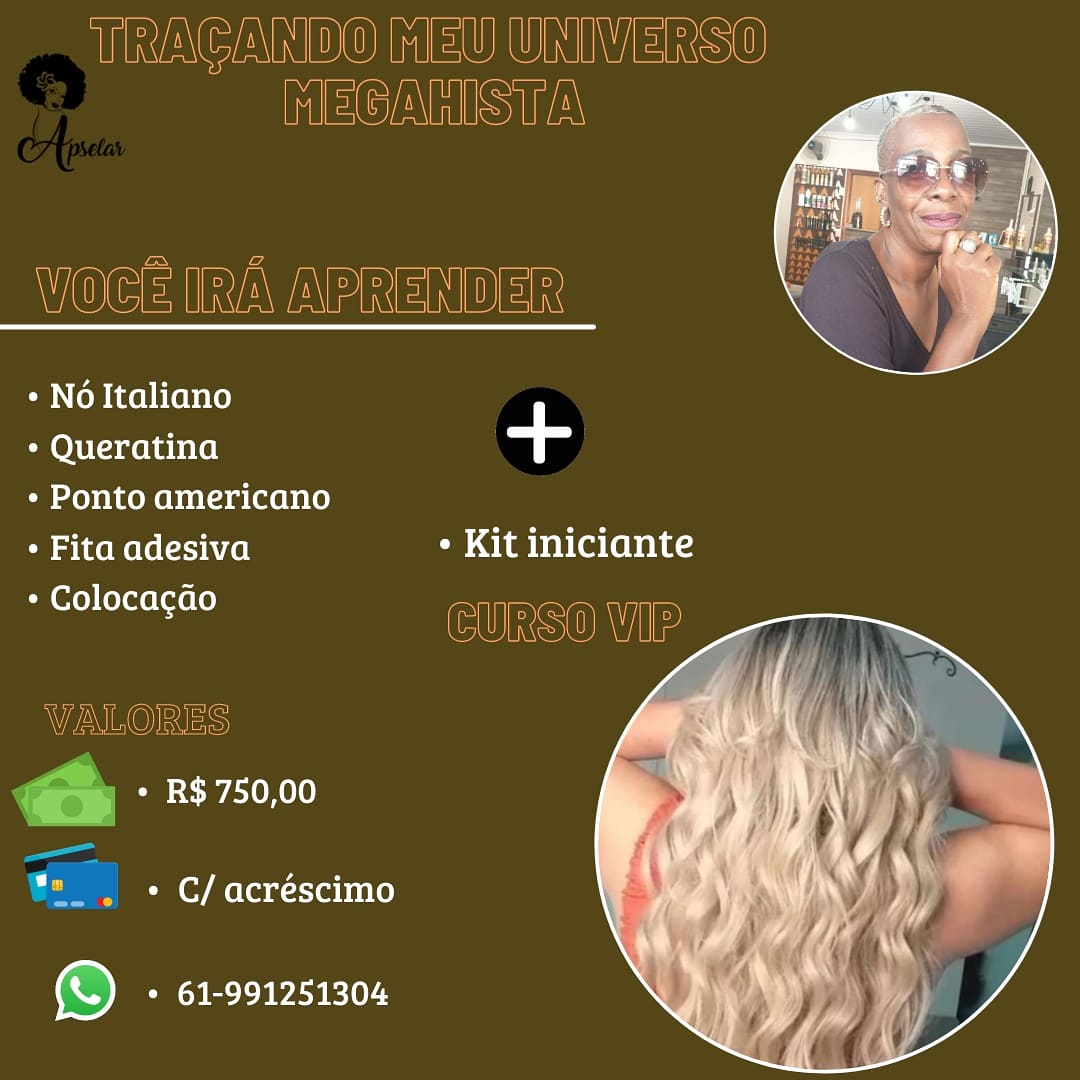 TRAÇANDO MEU UNIVERSO
MEGAHISTA
Apselar
VOCÊ IRÁ APRENDER
• Nó Italiano
• Queratina
• Ponto americano
• Fita adesiva
• Colocação
• Kit iniciante
CURSO VIP
VALORES
• R$ 750,00
• C/ acréscimo
• 61-991251304